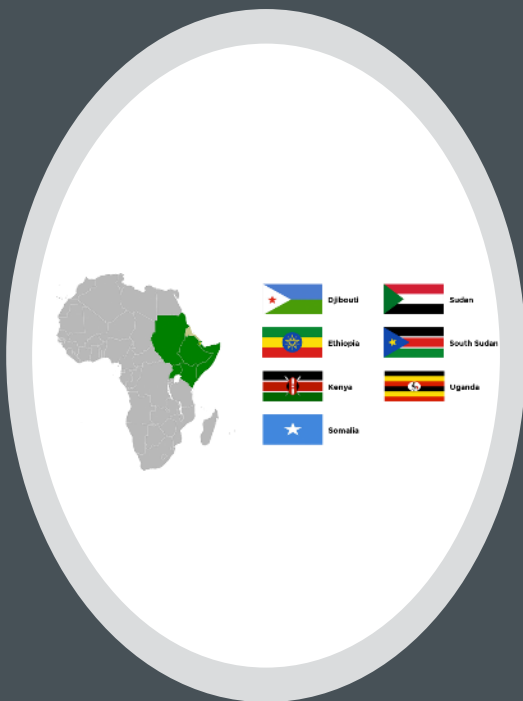 Djibouti
Sudan
Ethiopia
South Sudan
Kenya
Uganda
Somalia